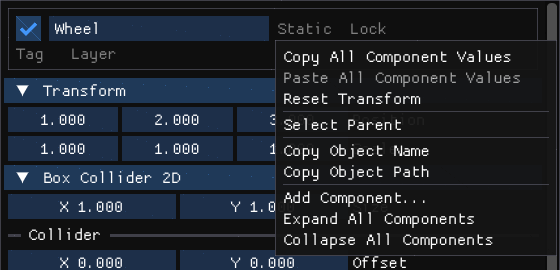 Wheel Static Lock
Tag Layer
Copy All Component Values
Paste All Component Values
Reset Transform
Select Parent
Copy Object Name
Copy Object Path
Add Component...
Expand All Components
Collapse All Components
▼ Transform
1.000 2.000
1.000 1.000
▼ Box Collider 2D
X 1.000 Y 1.0
Collider
X 0.000 Y 0.000 Offset